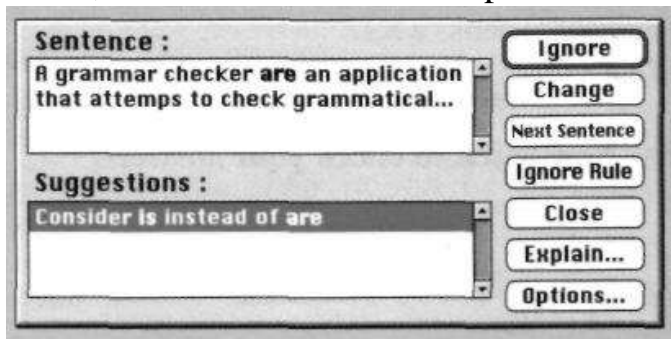 Sentence :
A grammar checker are an application
that attemps to check grammatical...
Suggestions :
Consider is instead of are
Ignore
Change
Next Sentence
Ignore Rule
Close
Explain...
Options...